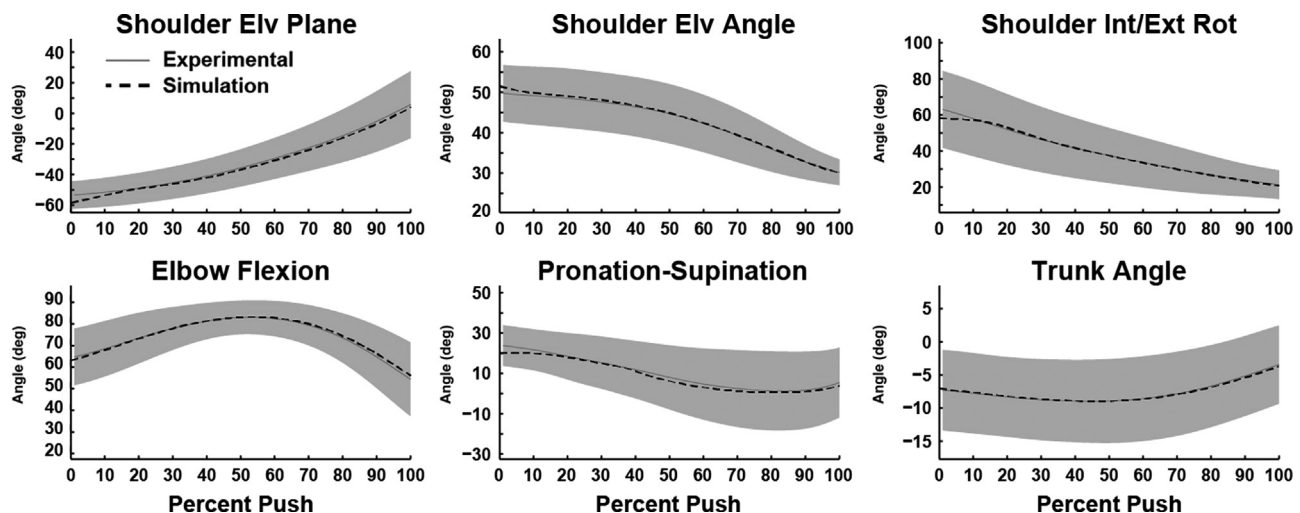 Shoulder Elv Plane
Shoulder Elv Angle
Shoulder Int/Ext Rot
Angle (deg)
40
20
0
−20
−40
−60
Experimental
Simulation
0 10 20 30 40 50 60 70 80 90 100
Angle (deg)
60
50
40
30
20
0 10 20 30 40 50 60 70 80 90 100
Angle (deg)
100
80
60
40
20
0 10 20 30 40 50 60 70 80 90 100
Elbow Flexion
Pronation-Supination
Trunk Angle
Angle (deg)
90
80
70
60
50
40
30
20
0 10 20 30 40 50 60 70 80 90 100
Percent Push
Angle (deg)
50
30
10
−10
−30
0 10 20 30 40 50 60 70 80 90 100
Percent Push
Angle (deg)
5
0
−5
−10
−15
0 10 20 30 40 50 60 70 80 90 100
Percent Push